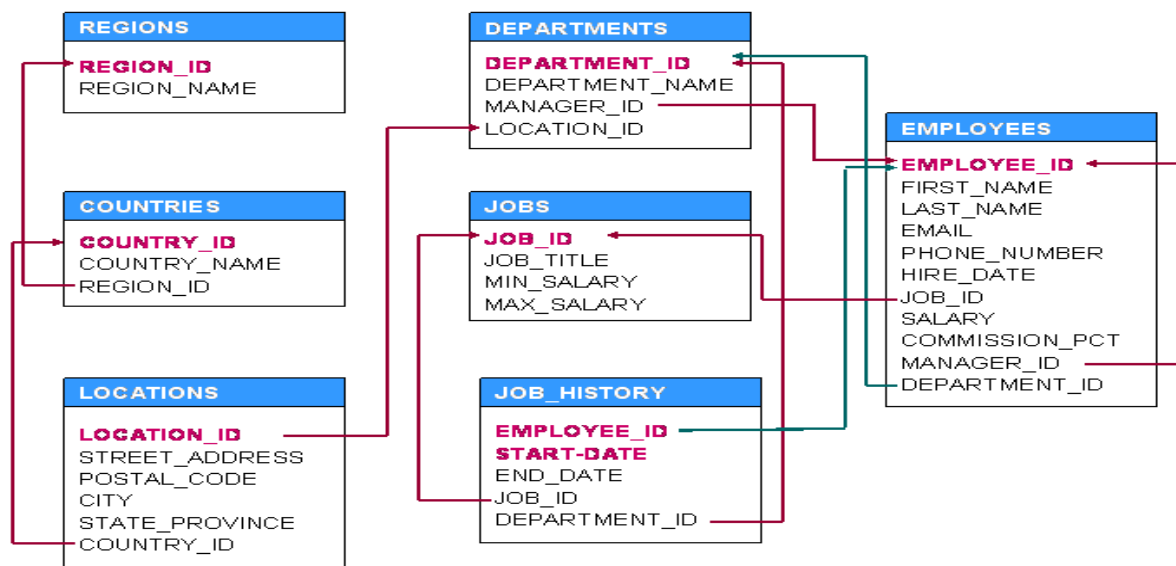 REGIONS
REGION_ID
REGION_NAME
COUNTRIES
COUNTRY_ID
COUNTRY_NAME
REGION_ID
LOCATIONS
LOCATION_ID
STREET_ADDRESS
POSTAL_CODE
CITY
STATE_PROVINCE
COUNTRY_ID
DEPARTMENTS
DEPARTMENT_ID
DEPARTMENT_NAME
MANAGER_ID
LOCATION_ID
JOBS
JOB_ID
JOB_TITLE
MIN_SALARY
MAX_SALARY
JOB_HISTORY
EMPLOYEE_ID
START-DATE
END_DATE
JOB_ID
DEPARTMENT_ID
EMPLOYEES
EMPLOYEE_ID
FIRST_NAME
LAST_NAME
EMAIL
PHONE_NUMBER
HIRE_DATE
JOB_ID
SALARY
COMMISSION_PCT
MANAGER_ID
DEPARTMENT_ID